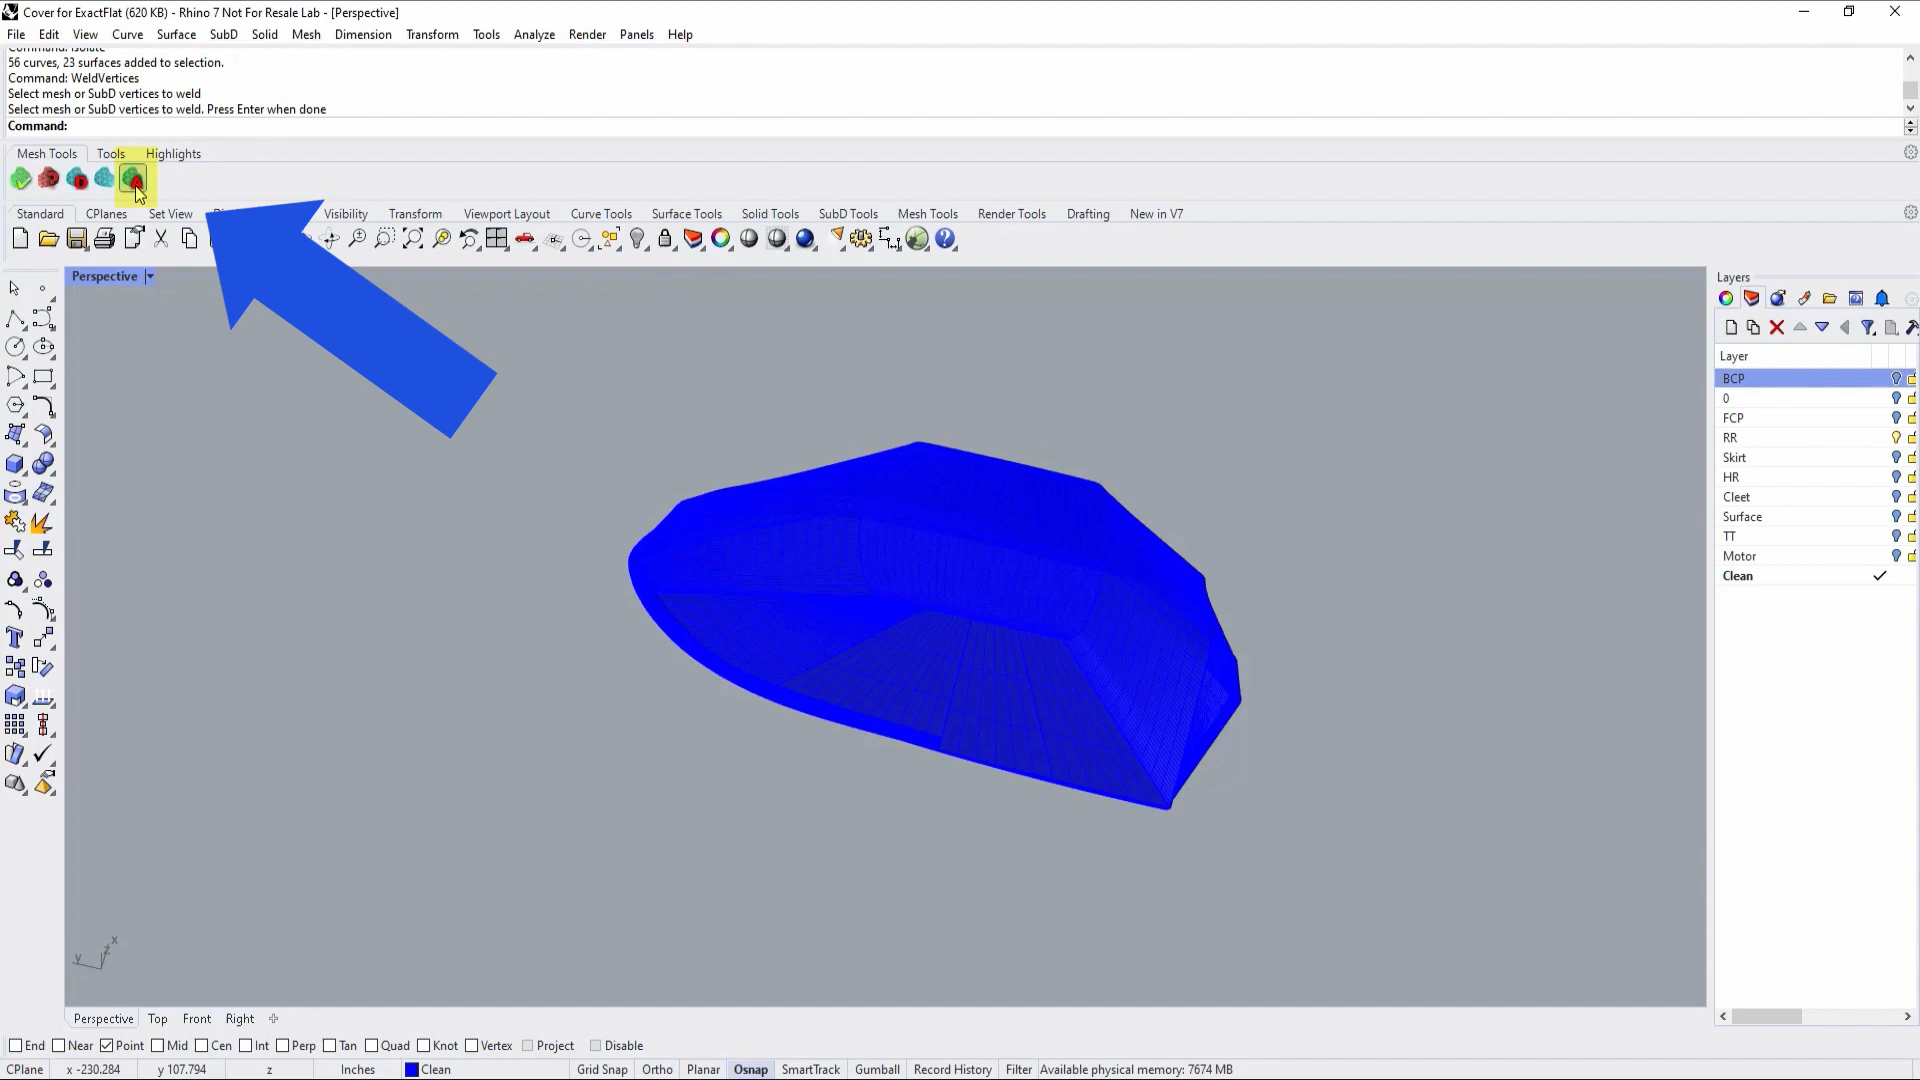 Cover for ExactFlat (620 KB) - Rhino 7 Not For Resale Lab - [Perspective]
File Edit View Curve Surface SubD Solid Mesh Dimension Transform Tools Analyze Render Panels Help
Command: Isolate
56 curves, 23 surfaces added to selection.
Command: WeldVertices
Select mesh or SubD vertices to weld
Select mesh or SubD vertices to weld. Press Enter when done
Command:
Mesh Tools Tools Highlights
Standard CPlanes Set View Visibility Transform Viewport Layout Curve Tools Surface Tools Solid Tools SubD Tools Mesh Tools Render Tools Drafting New in V7
Perspective
Layers
Layer
BCP
0
FCP
RR
Skirt
HR
Cleet
Surface
TT
Motor
Clean
x
z
y
Perspective Top Front Right
End Near Point Mid Cen Int Perp Tan Quad Knot Vertex Project Disable
CPlane x -230.284 y 107.794 z Inches Clean Grid Snap Ortho Planar Osnap SmartTrack Gumball Record History Filter Available physical memory: 7674 MB